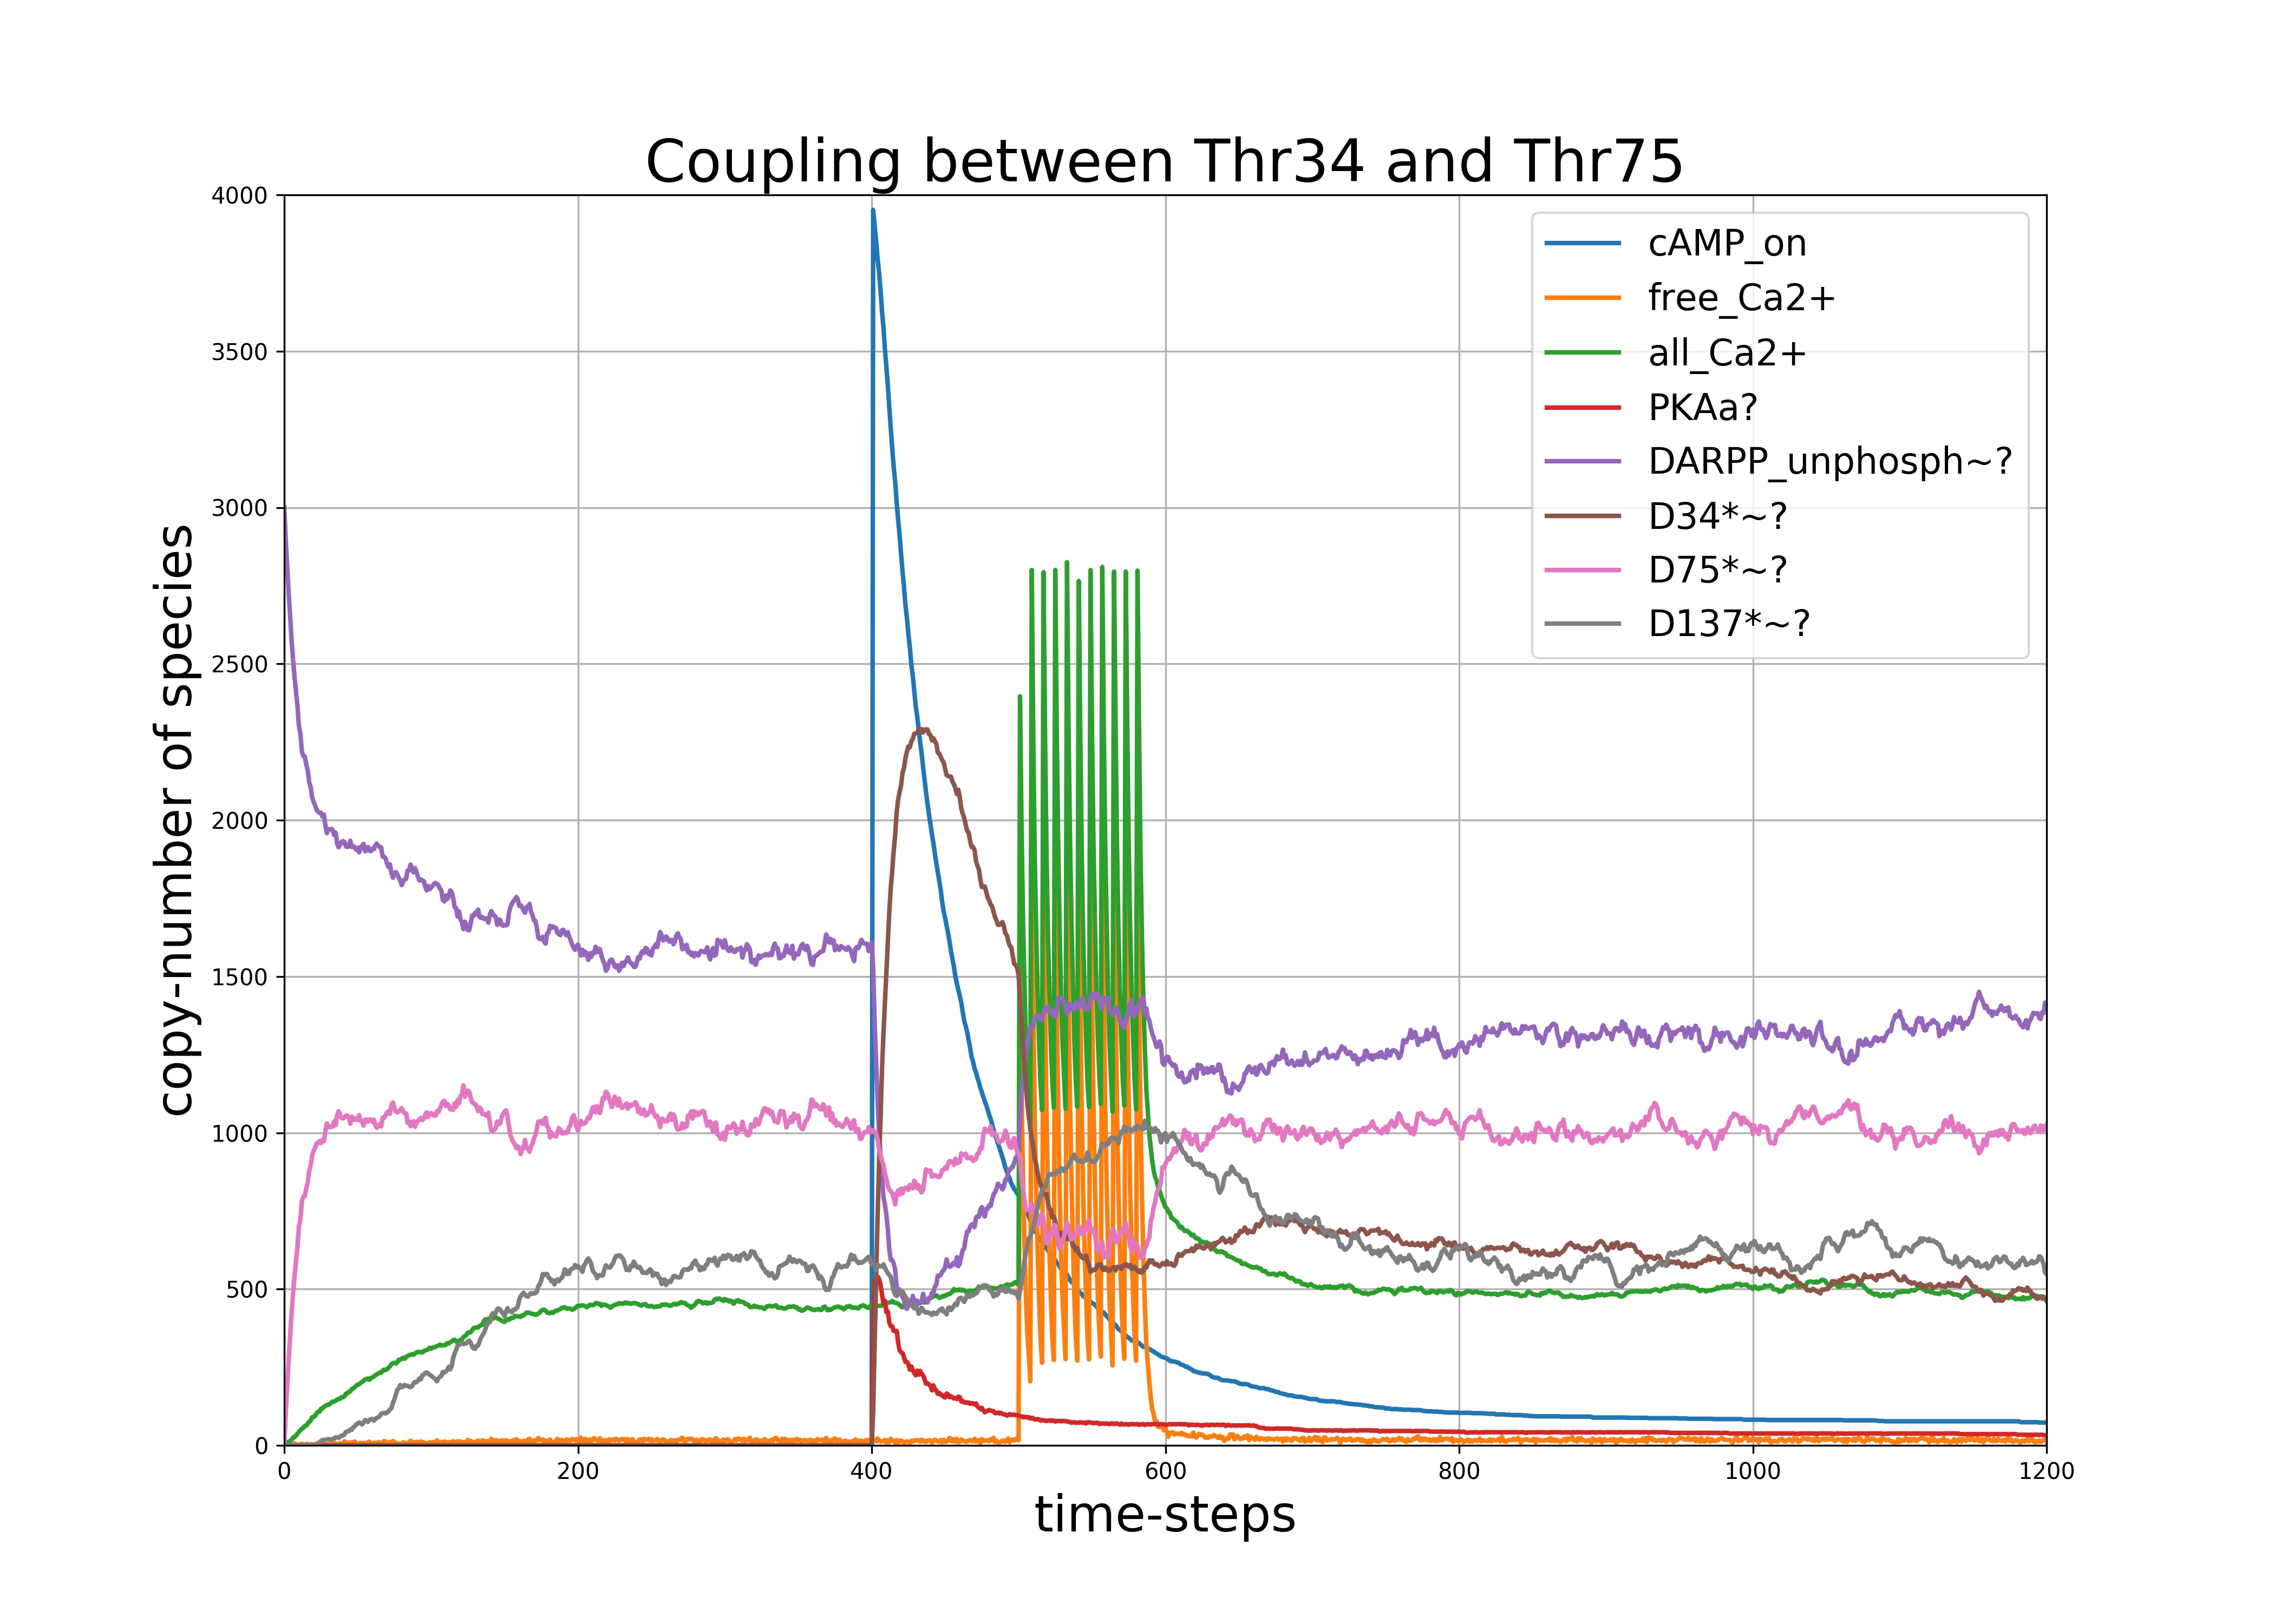 Coupling between Thr34 and Thr75
copy-number of species
4000
3500
3000
2500
2000
1500
1000
500
0
0 200 400 600 800 1000 1200
time-steps
cAMP_on
free_Ca2+
all_Ca2+
PKAa?
DARPP_unphosph~?
D34*~?
D75*~?
D137*~?